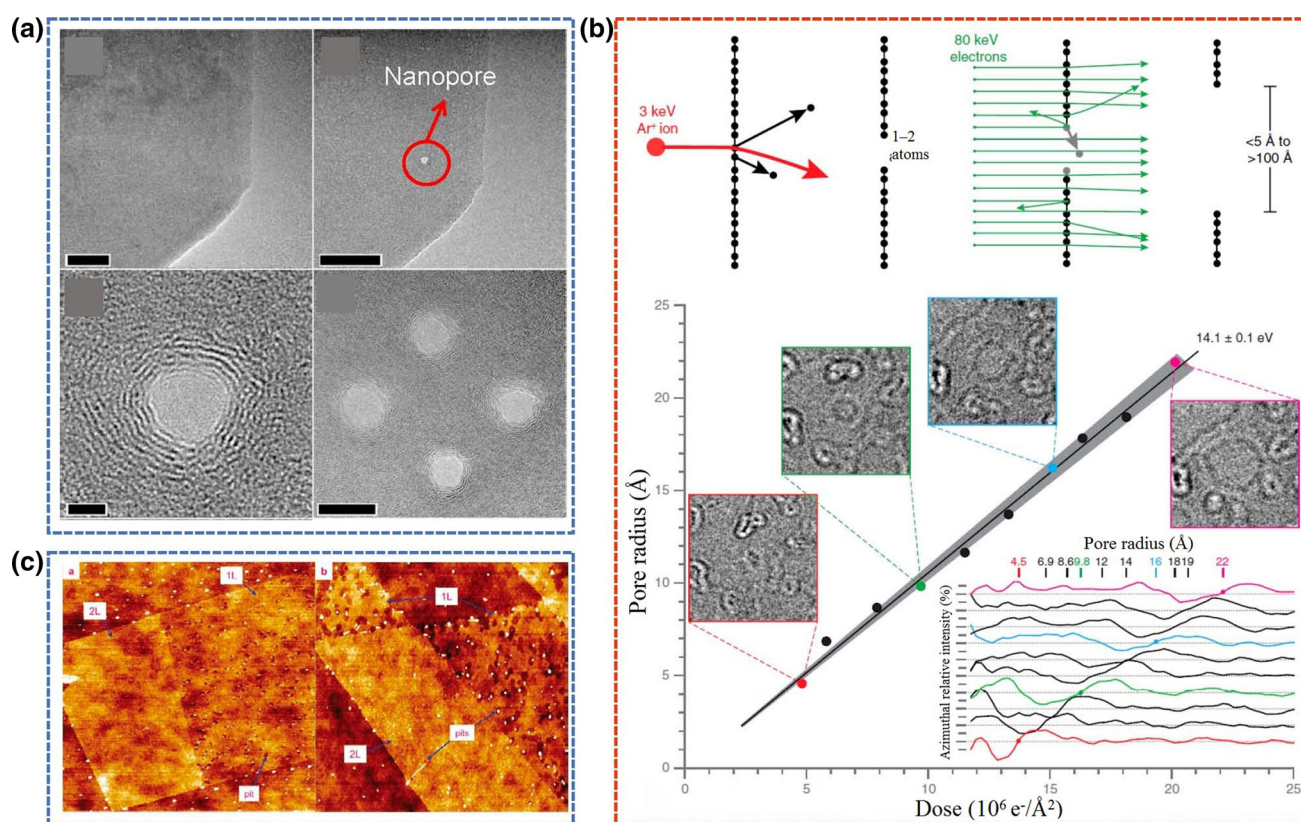 (a)
Nanopore
(b)
3 keV
Ar⁺ ion
1–2
atoms
80 keV
electrons
<5 Å to
>100 Å
25
20
15
10
5
0
Pore radius (Å)
14.1 ± 0.1 eV
Pore radius (Å)
4.5 6.9 8.6 9.8 12 14 16 18 19 22
Azimuthal relative intensity (%)
0 5 10 15 20 25
Dose (10⁶ e⁻/Å²)
(c)
a
1L
2L
pit
b
1L
pits
2L